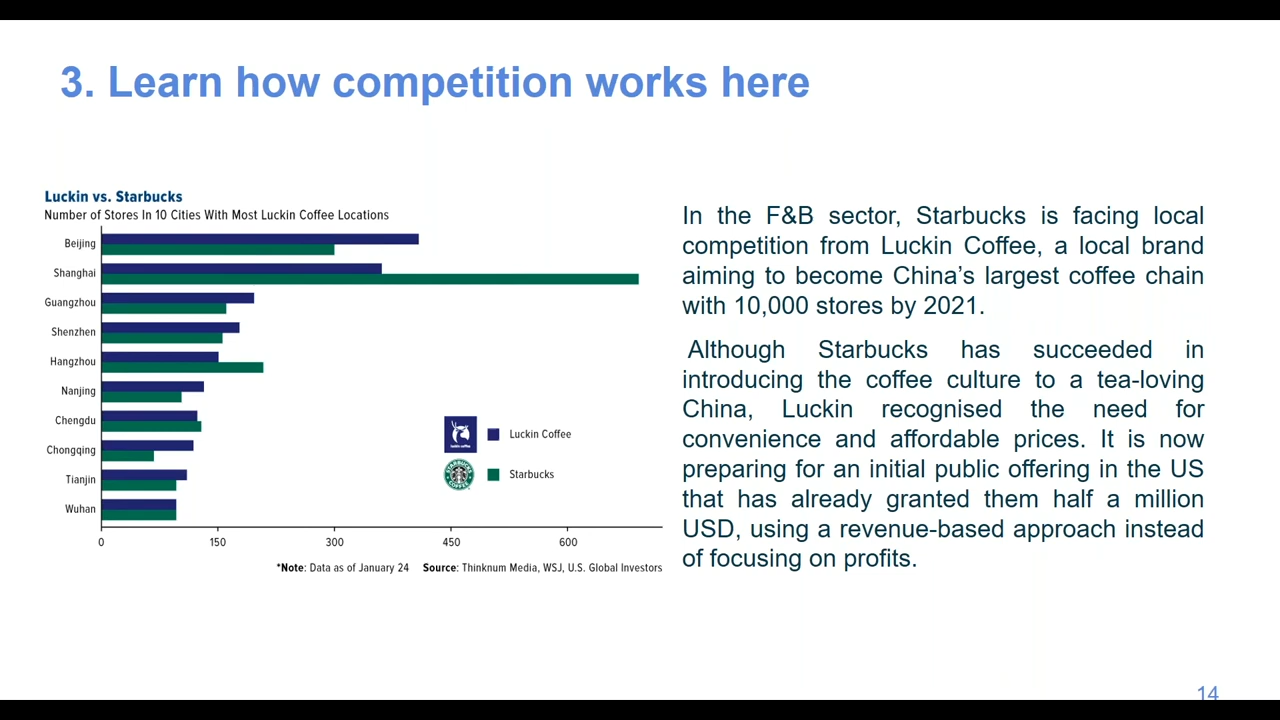 3. Learn how competition works here
Luckin vs. Starbucks
Number of Stores In 10 Cities With Most Luckin Coffee Locations
Beijing
Shanghai
Guangzhou
Shenzhen
Hangzhou
Nanjing
Chengdu
Chongqing
Tianjin
Wuhan
luckin coffee
Luckin Coffee
STARBUCKS COFFEE
Starbucks
0 150 300 450 600
*Note: Data as of January 24 Source: Thinknum Media, WSJ, U.S. Global Investors
In the F&B sector, Starbucks is facing local
competition from Luckin Coffee, a local brand
aiming to become China’s largest coffee chain
with 10,000 stores by 2021.
Although Starbucks has succeeded in
introducing the coffee culture to a tea-loving
China, Luckin recognised the need for
convenience and affordable prices. It is now
preparing for an initial public offering in the US
that has already granted them half a million
USD, using a revenue-based approach instead
of focusing on profits.
14